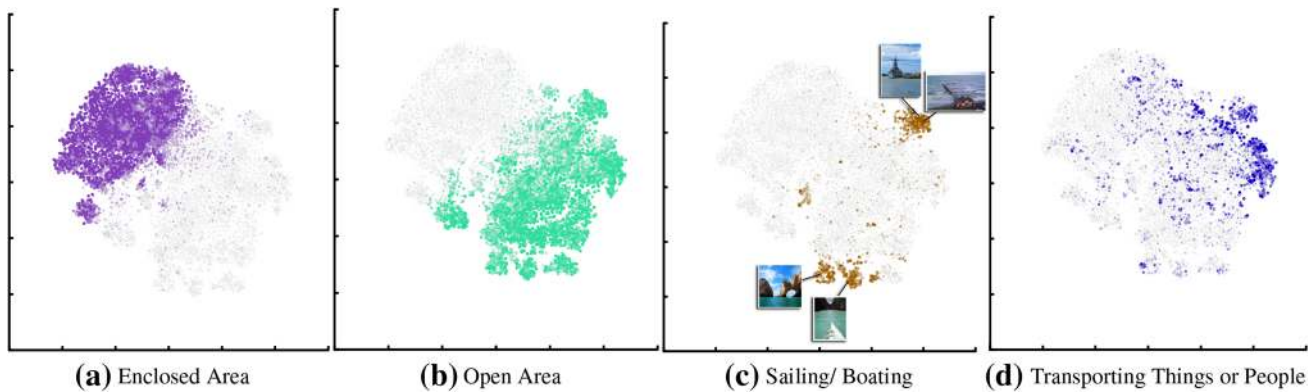 (a) Enclosed Area
(b) Open Area
(c) Sailing/ Boating
(d) Transporting Things or People